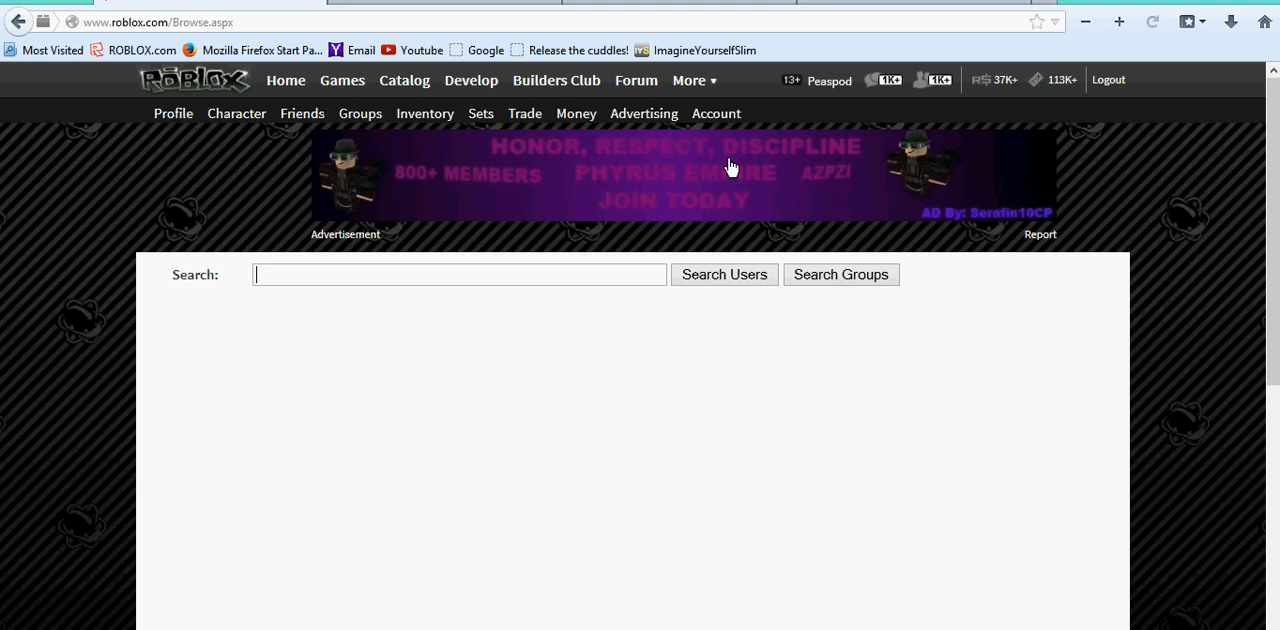 www.roblox.com/Browse.aspx
Most Visited ROBLOX.com Mozilla Firefox Start Pa... Email Youtube Google Release the cuddles! ImagineYourselfSlim
ROBLOX Home Games Catalog Develop Builders Club Forum More 13+ Peaspod 1K+ 1K+ R$ 37K+ 113K+ Logout
Profile Character Friends Groups Inventory Sets Trade Money Advertising Account
HONOR, RESPECT, DISCIPLINE
800+ MEMBERS PHYRUS EMPIRE AZPZI
JOIN TODAY
AD By: Serafin10CP
Advertisement Report
Search: Search Users Search Groups